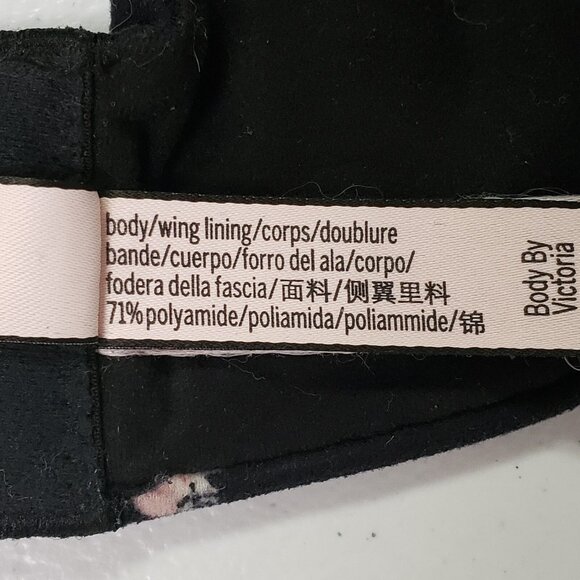 body/wing lining/corps/doublure
bande/cuerpo/forro del ala/corpo/
fodera della fascia/面料/侧翼里料
71% polyamide/poliamida/poliammide/锦
Body By
Victoria